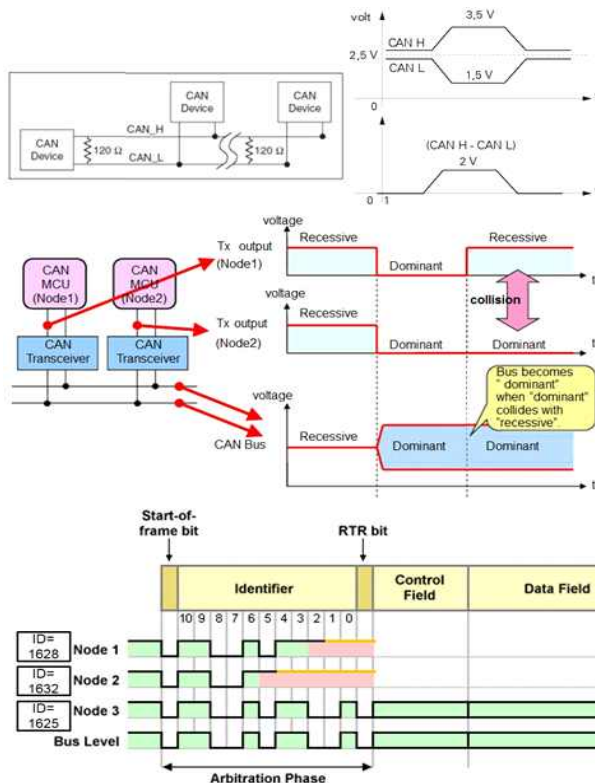 volt
3,5 V
CAN H
2,5 V
CAN L
1,5 V
0
t
CAN Device
CAN Device
CAN Device
CAN_H
120 Ω
120 Ω
CAN_L
(CAN H - CAN L)
2 V
0 1
t
voltage
Tx output
(Node1)
Recessive
Dominant
Recessive
t
CAN MCU (Node1)
CAN MCU (Node2)
collision
Tx output
(Node2)
Recessive
Dominant
Dominant
t
CAN Transceiver
CAN Transceiver
Bus becomes
" dominant"
when "dominant"
collides with
"recessive".
voltage
CAN Bus
Recessive
Dominant
Dominant
t
Start-of-
frame bit
RTR bit
Identifier
Control
Field
Data Field
10 9 8 7 6 5 4 3 2 1 0
ID=
1628
Node 1
ID=
1632
Node 2
ID=
1625
Node 3
Bus Level
Arbitration Phase